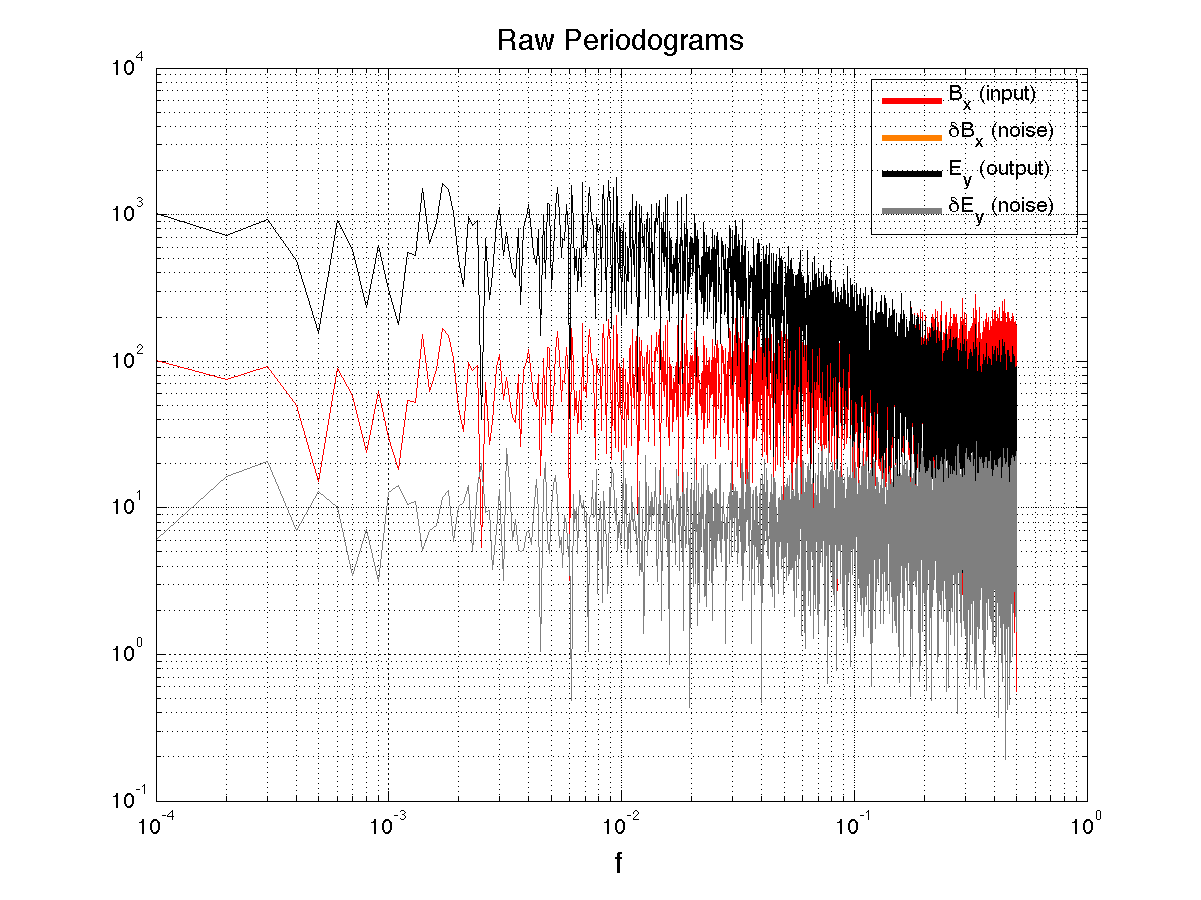 Raw Periodograms
10^4
10^3
10^2
10^1
10^0
10^-1
B_x (input)
δB_x (noise)
E_y (output)
δE_y (noise)
10^-4 10^-3 10^-2 10^-1 10^0
f